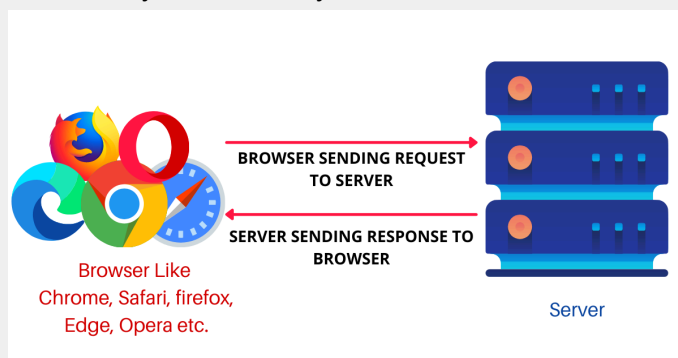 BROWSER SENDING REQUEST
TO SERVER
SERVER SENDING RESPONSE TO
BROWSER
Browser Like
Chrome, Safari, firefox,
Edge, Opera etc.
Server